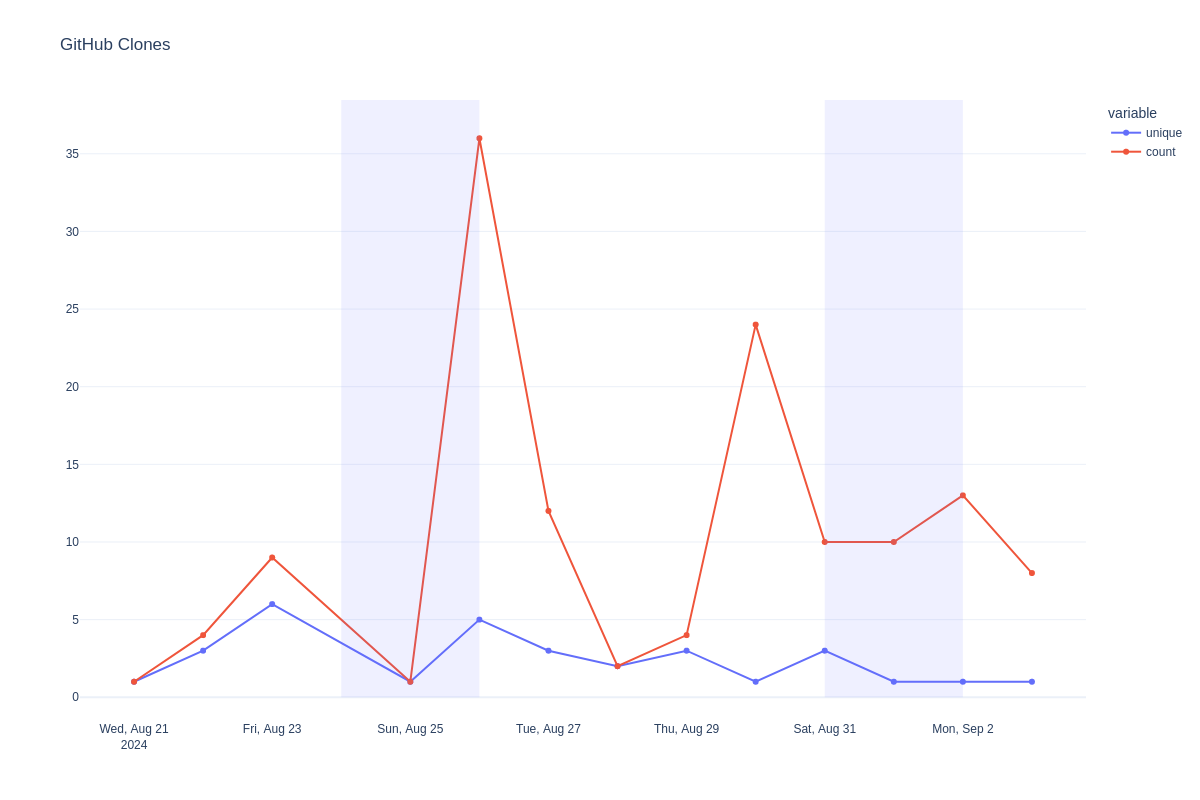 GitHub Clones
variable
unique
count
35
30
25
20
15
10
5
0
Wed, Aug 21
2024
Fri, Aug 23
Sun, Aug 25
Tue, Aug 27
Thu, Aug 29
Sat, Aug 31
Mon, Sep 2